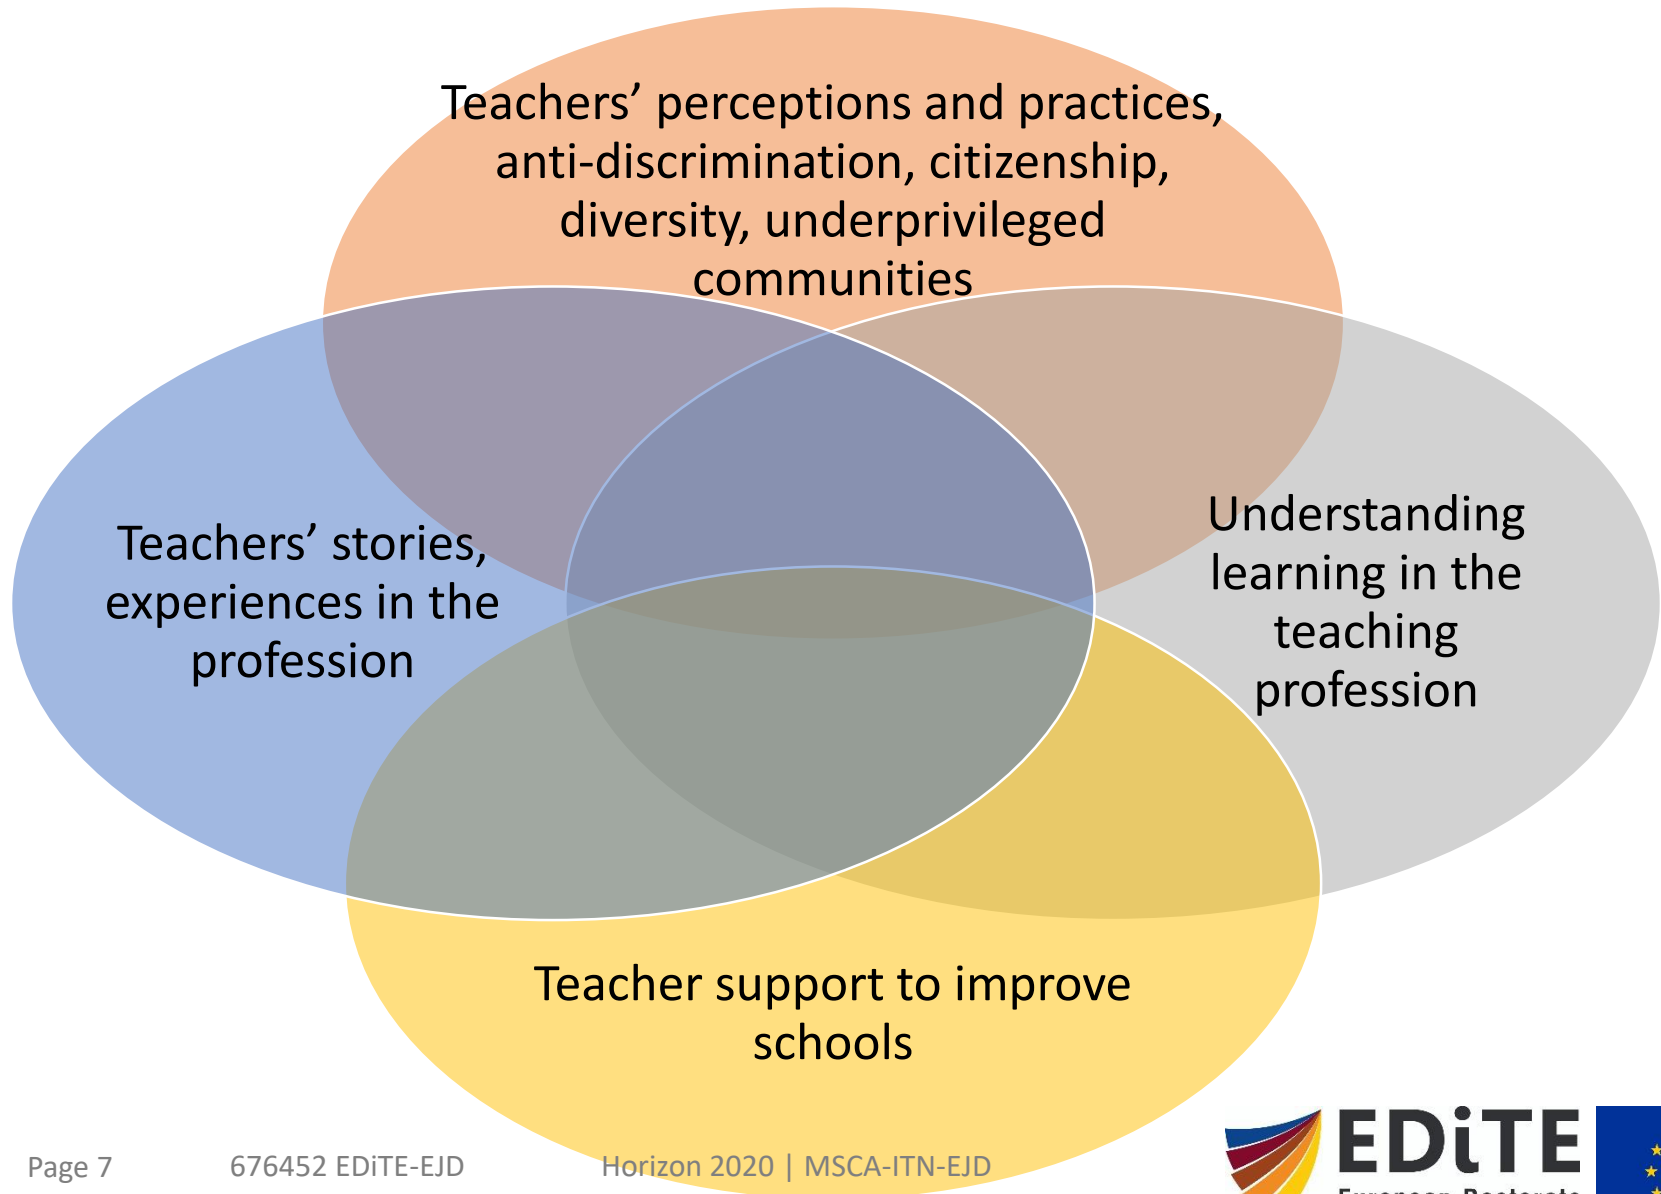 Teachers’ perceptions and practices,
anti-discrimination, citizenship,
diversity, underprivileged
communities
Teachers’ stories,
experiences in the
profession
Understanding
learning in the
teaching
profession
Teacher support to improve
schools
Page 7
676452 EDiTE-EJD
Horizon 2020 | MSCA-ITN-EJD
EDiTE
European Doctorate